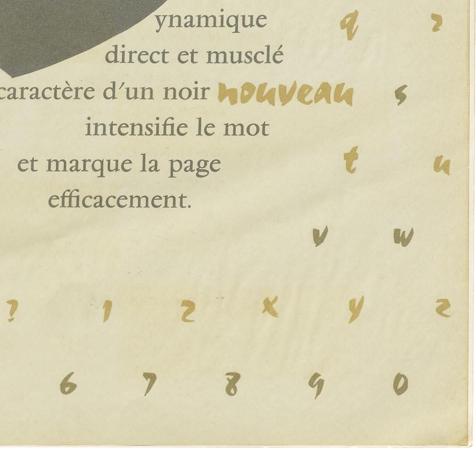 ynamique
direct et musclé
caractère d'un noir nouveau
intensifie le mot
et marque la page
efficacement.
q r
s
t u
v w
? 1 2 x y z
6 7 8 9 0